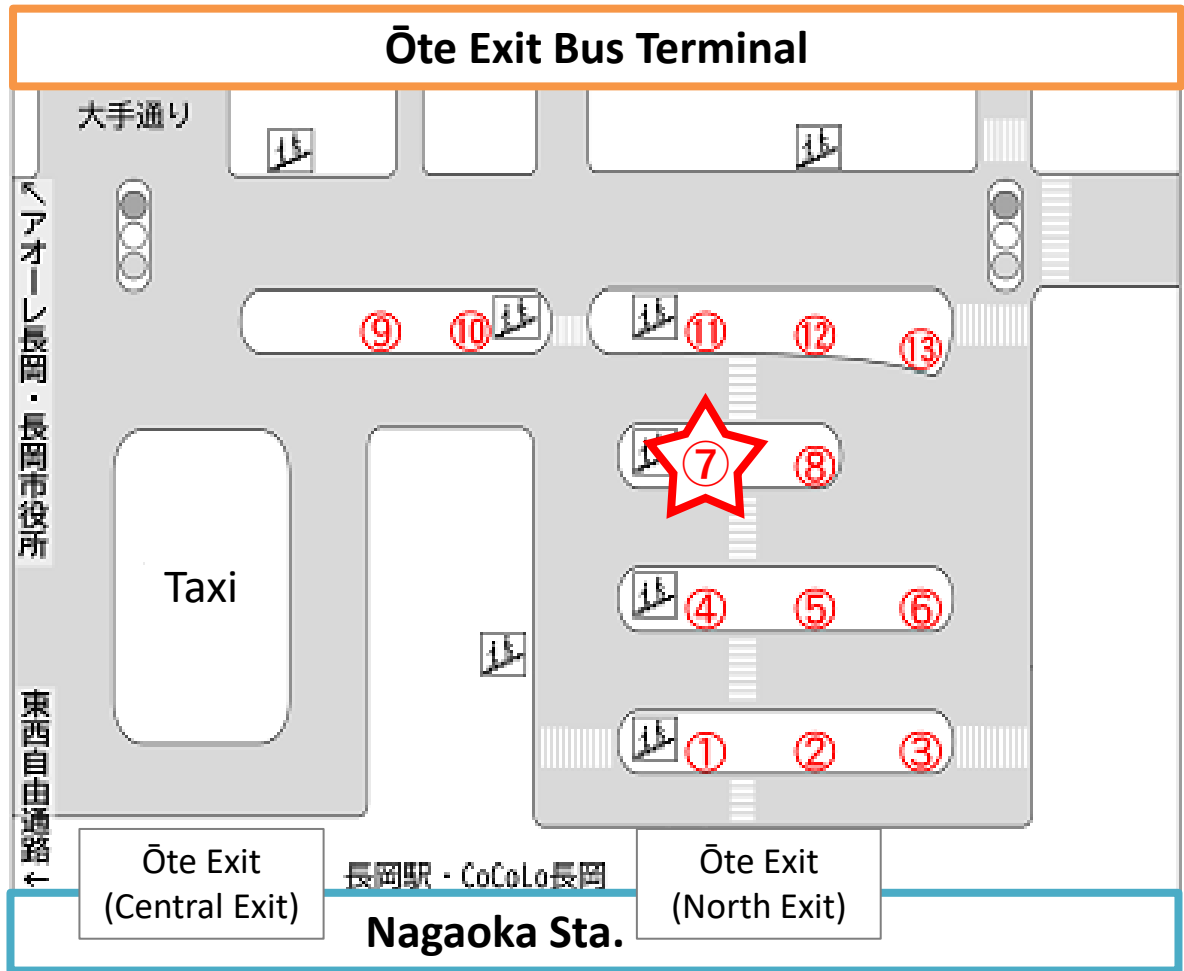 Ōte Exit Bus Terminal
大手通り
↖アオーレ長岡・長岡市役所
⑨ ⑩ ⑪ ⑫ ⑬
⑦ ⑧
Taxi
④ ⑤ ⑥
東西自由通路↑
① ② ③
Ōte Exit
(Central Exit)
長岡駅・CoCoLo長岡
Ōte Exit
(North Exit)
Nagaoka Sta.